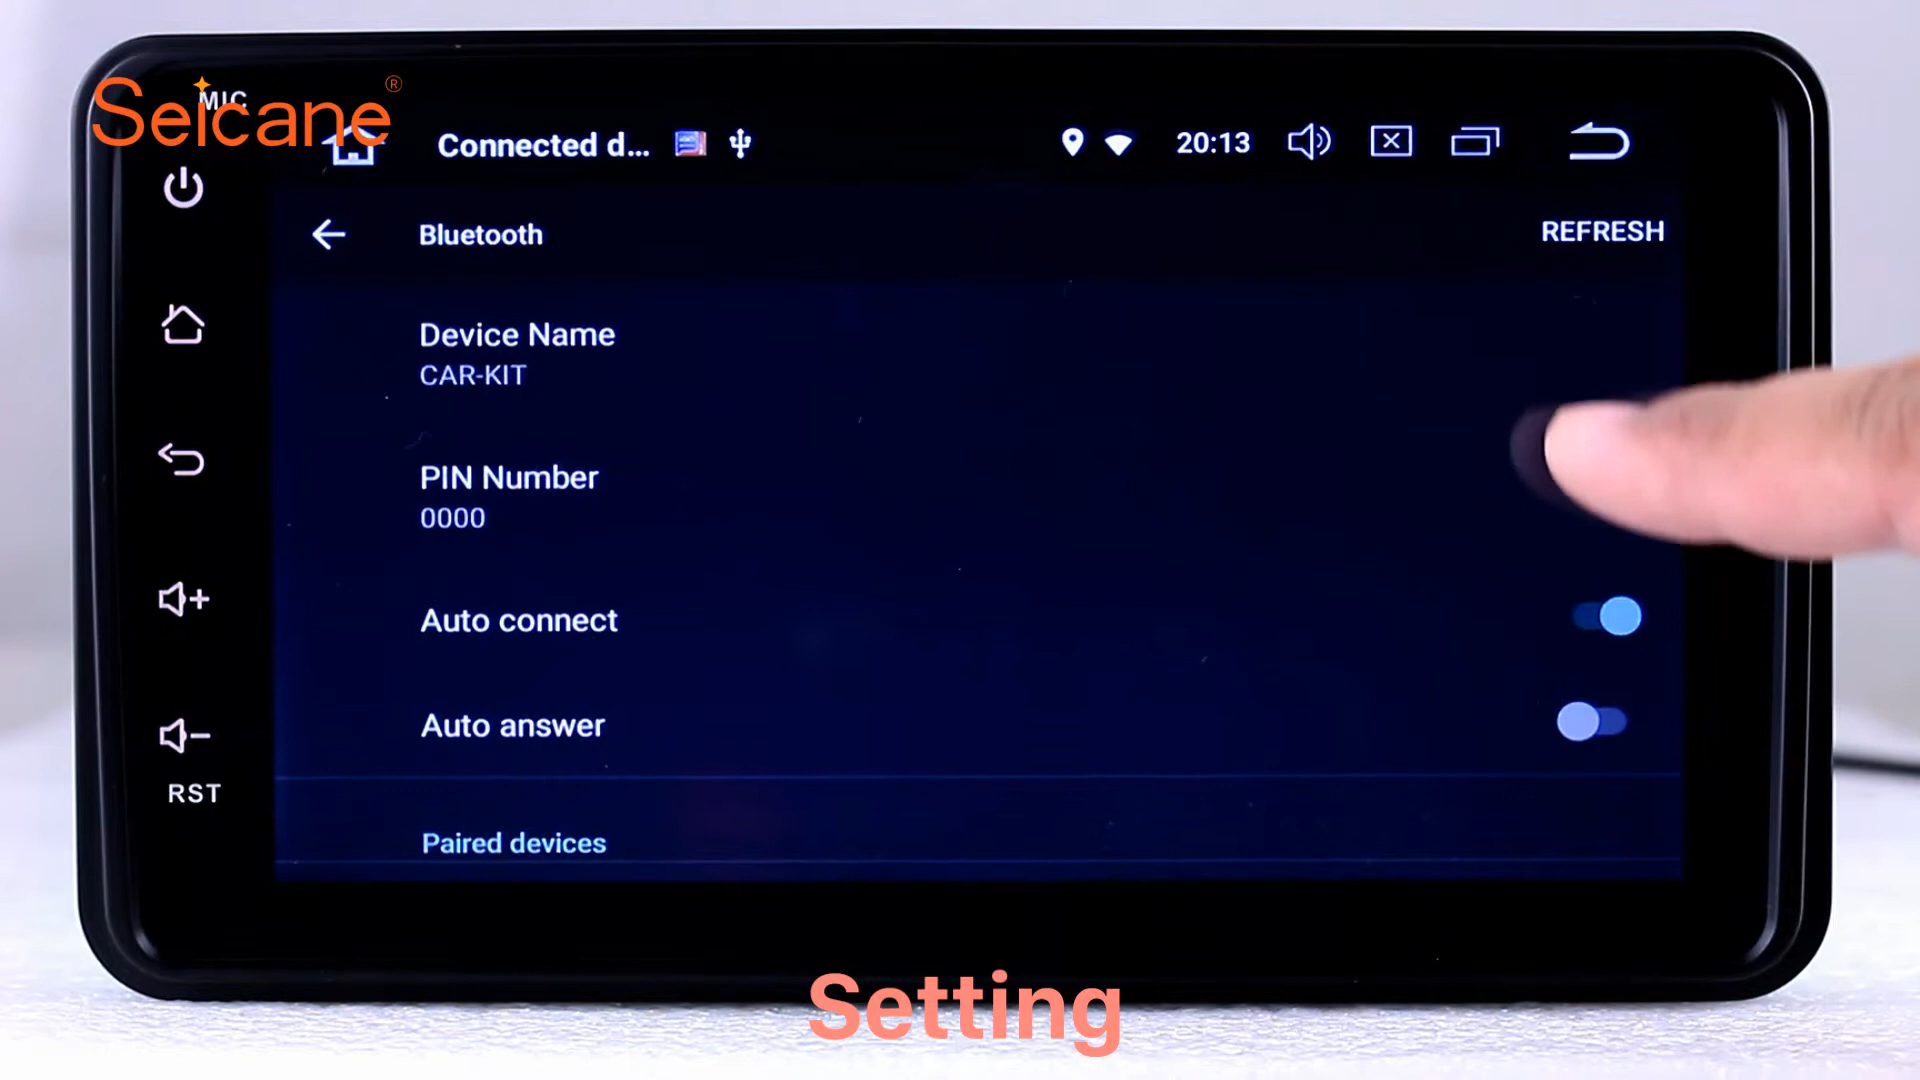 Seicane®
MIC
Connected d... 20:13
Bluetooth REFRESH
Device Name
CAR-KIT
PIN Number
0000
Auto connect
Auto answer
RST
Paired devices
Setting